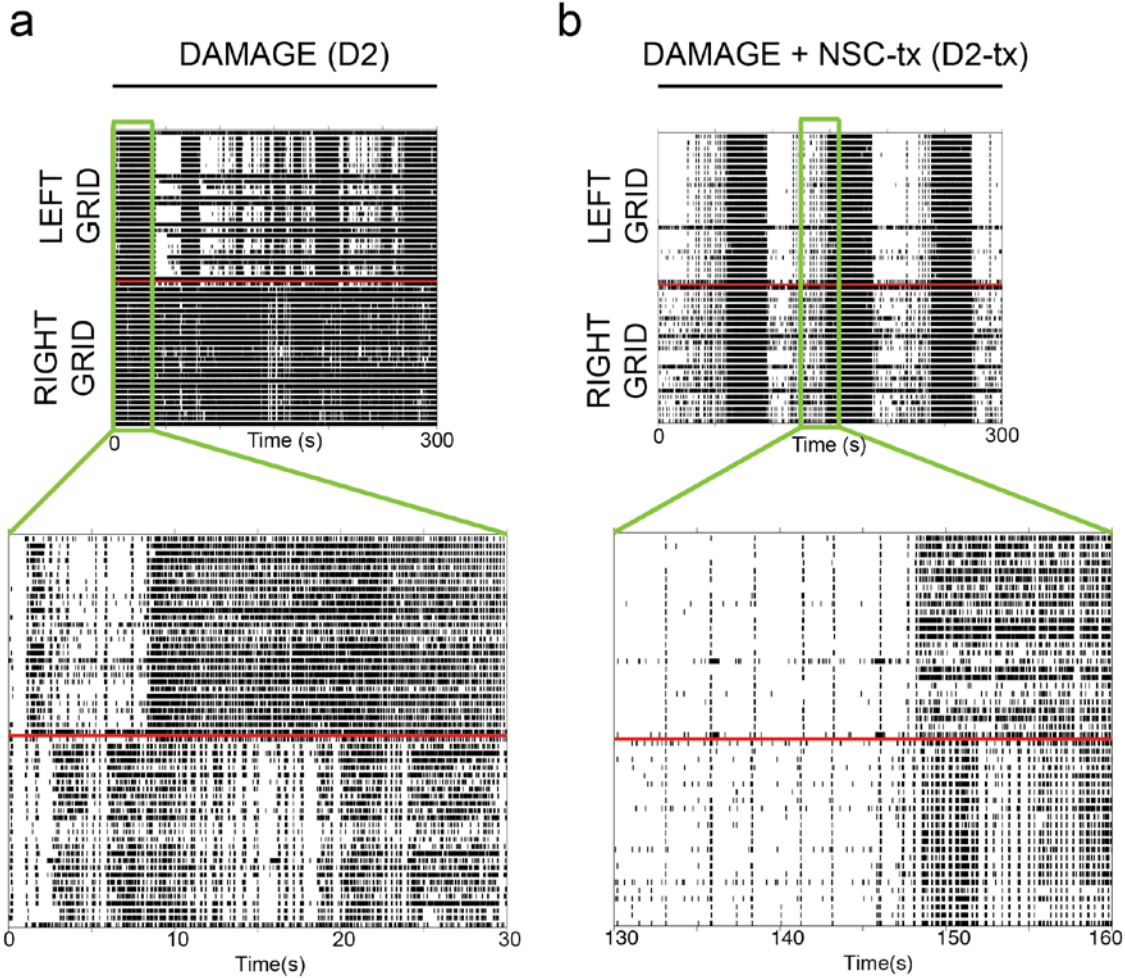 a
DAMAGE (D2)
LEFT
GRID
RIGHT
GRID
0
Time (s)
300
0
10
20
30
Time(s)
b
DAMAGE + NSC-tx (D2-tx)
LEFT
GRID
RIGHT
GRID
0
Time (s)
300
130
140
150
160
Time(s)